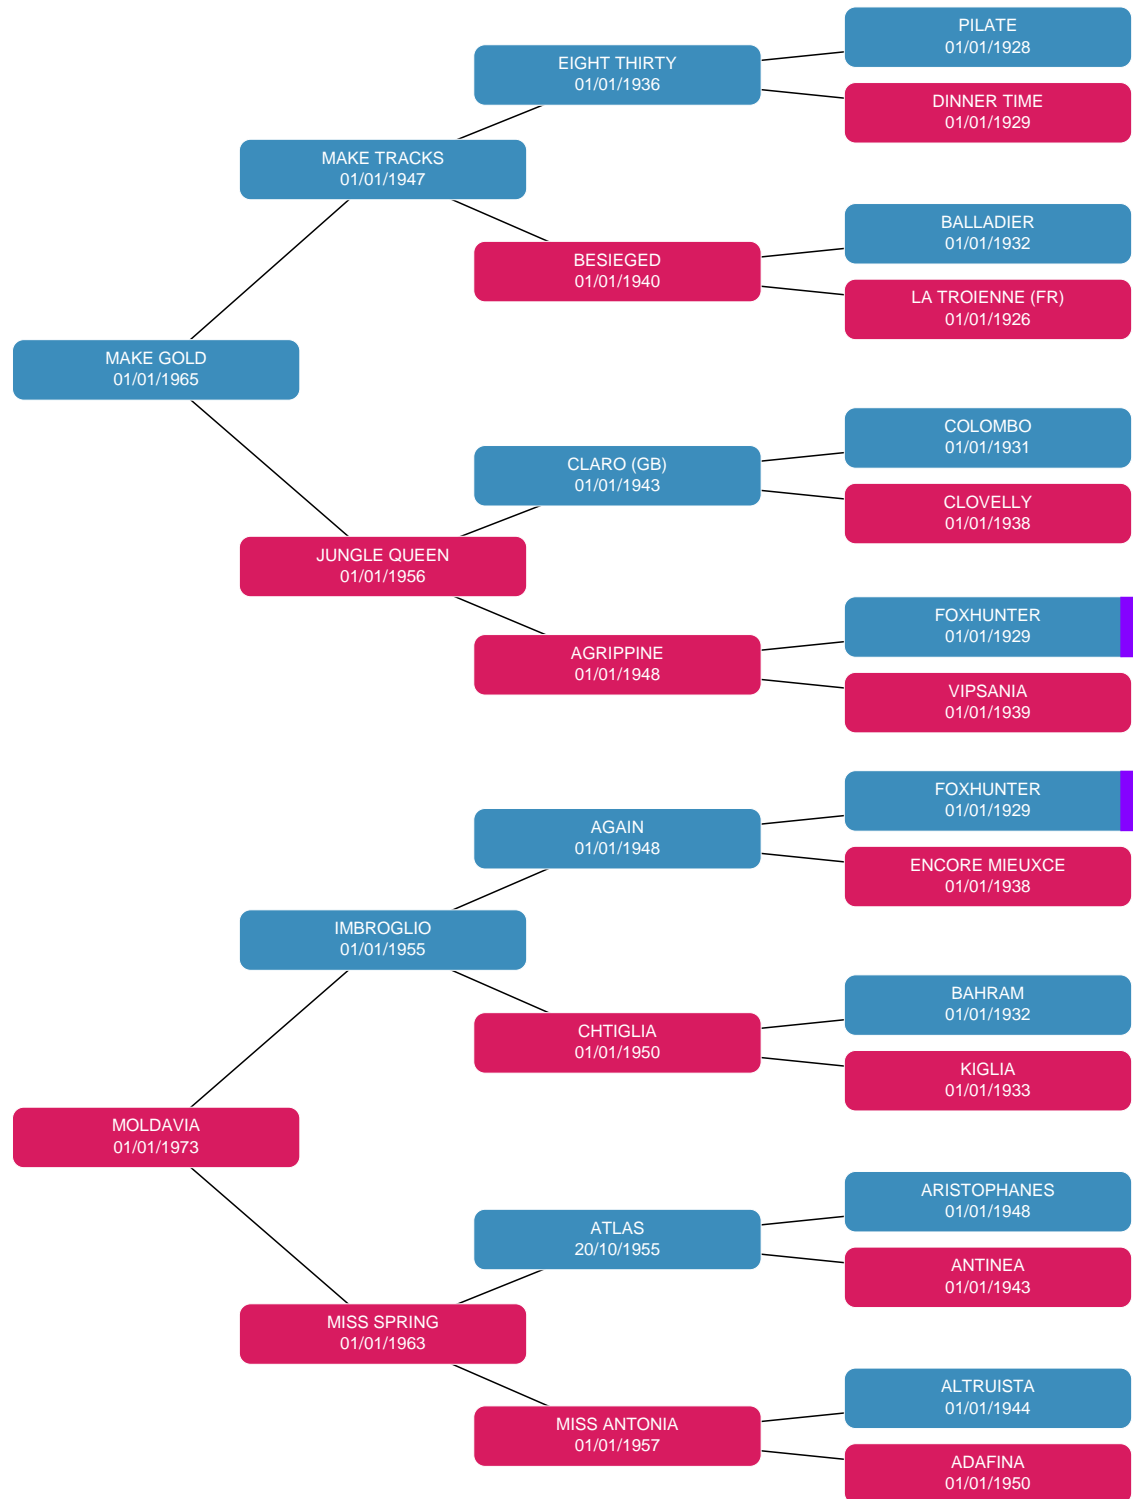 PILATE
01/01/1928
EIGHT THIRTY
01/01/1936
DINNER TIME
01/01/1929
MAKE TRACKS
01/01/1947
BALLADIER
01/01/1932
BESIEGED
01/01/1940
LA TROIENNE (FR)
01/01/1926
MAKE GOLD
01/01/1965
COLOMBO
01/01/1931
CLARO (GB)
01/01/1943
CLOVELLY
01/01/1938
JUNGLE QUEEN
01/01/1956
FOXHUNTER
01/01/1929
AGRIPPINE
01/01/1948
VIPSANIA
01/01/1939
FOXHUNTER
01/01/1929
AGAIN
01/01/1948
ENCORE MIEUXCE
01/01/1938
IMBROGLIO
01/01/1955
BAHRAM
01/01/1932
CHTIGLIA
01/01/1950
KIGLIA
01/01/1933
MOLDAVIA
01/01/1973
ARISTOPHANES
01/01/1948
ATLAS
20/10/1955
ANTINEA
01/01/1943
MISS SPRING
01/01/1963
ALTRUISTA
01/01/1944
MISS ANTONIA
01/01/1957
ADAFINA
01/01/1950